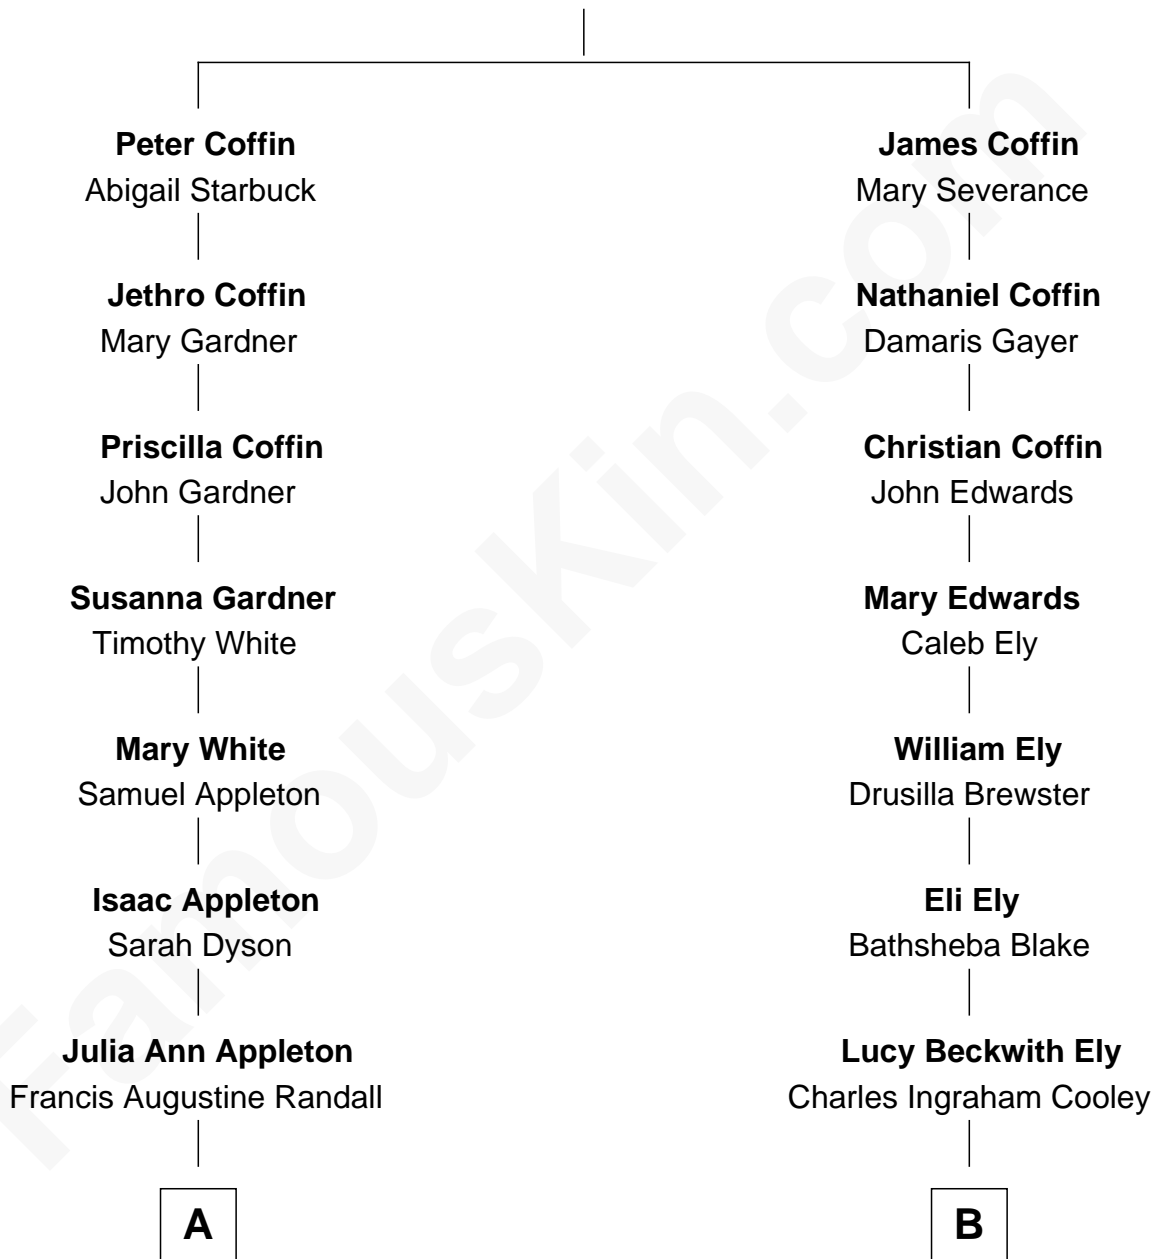 Peter Coffin
Abigail Starbuck
Jethro Coffin
Mary Gardner
Priscilla Coffin
John Gardner
Susanna Gardner
Timothy White
Mary White
Samuel Appleton
Isaac Appleton
Sarah Dyson
Julia Ann Appleton
Francis Augustine Randall
A
James Coffin
Mary Severance
Nathaniel Coffin
Damaris Gayer
Christian Coffin
John Edwards
Mary Edwards
Caleb Ely
William Ely
Drusilla Brewster
Eli Ely
Bathsheba Blake
Lucy Beckwith Ely
Charles Ingraham Cooley
B
FamousKin.com